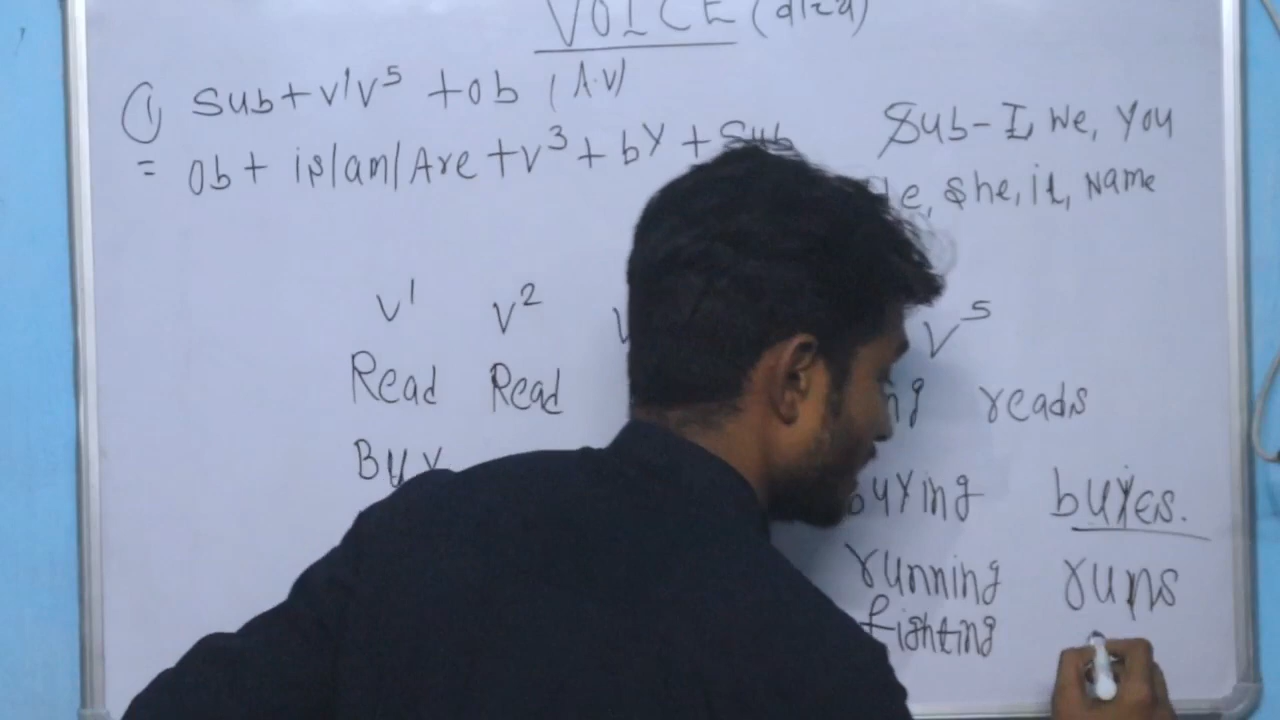 VOICE
① Sub + V1/V5 + ob (A.V)
= Ob + is/am/Are + V3 + by + Sub
Sub - I, We, You
She, it, Name
V1 V2 V5
Read Read reads
Buy buying buyes.
running runs
fighting